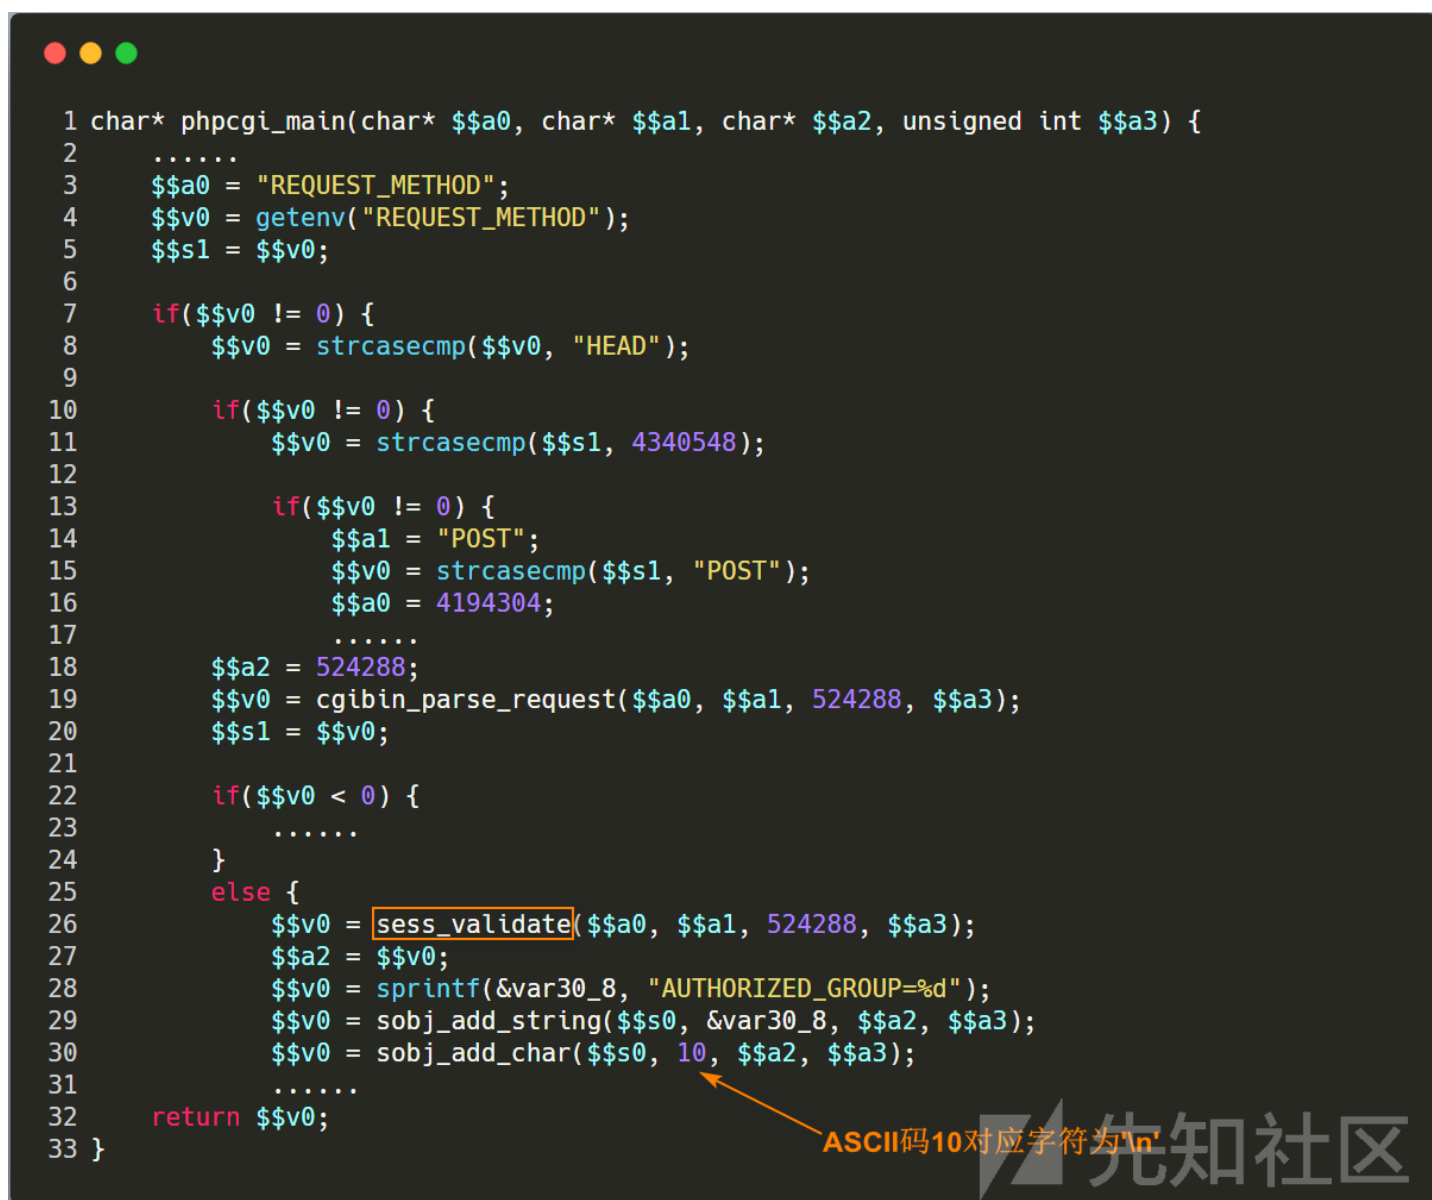 1 char* phpcgi_main(char* $$a0, char* $$a1, char* $$a2, unsigned int $$a3) {
2     ......
3     $$a0 = "REQUEST_METHOD";
4     $$v0 = getenv("REQUEST_METHOD");
5     $$s1 = $$v0;
6
7     if($$v0 != 0) {
8         $$v0 = strcasecmp($$v0, "HEAD");
9
10         if($$v0 != 0) {
11             $$v0 = strcasecmp($$s1, 4340548);
12
13             if($$v0 != 0) {
14                 $$a1 = "POST";
15                 $$v0 = strcasecmp($$s1, "POST");
16                 $$a0 = 4194304;
17                 ......
18         $$a2 = 524288;
19         $$v0 = cgibin_parse_request($$a0, $$a1, 524288, $$a3);
20         $$s1 = $$v0;
21
22         if($$v0 < 0) {
23             ......
24         }
25         else {
26             $$v0 = sess_validate($$a0, $$a1, 524288, $$a3);
27             $$a2 = $$v0;
28             $$v0 = sprintf(&var30_8, "AUTHORIZED_GROUP=%d");
29             $$v0 = sobj_add_string($$s0, &var30_8, $$a2, $$a3);
30             $$v0 = sobj_add_char($$s0, 10, $$a2, $$a3);
31             ......
32     return $$v0;
33 }
ASCII码10对应字符为'\n'
先知社区